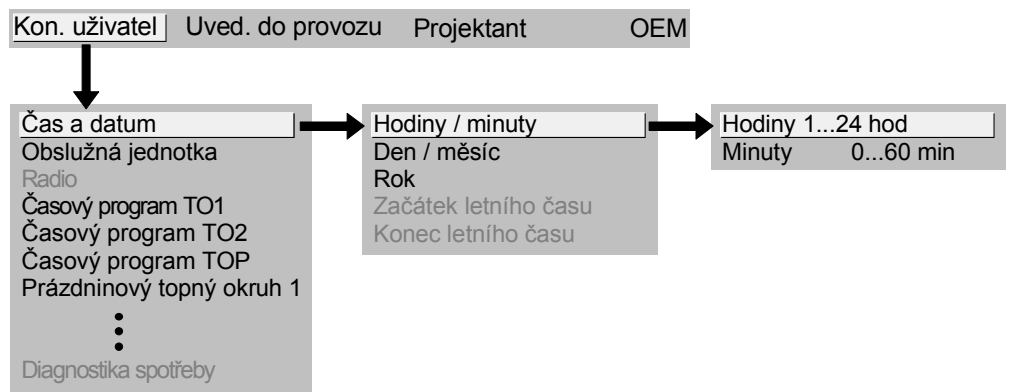 Kon. uživatel Uved. do provozu Projektant OEM
Čas a datum
Obslužná jednotka
Radio
Časový program TO1
Časový program TO2
Časový program TOP
Prázdninový topný okruh 1
Diagnostika spotřeby
Hodiny / minuty
Den / měsíc
Rok
Začátek letního času
Konec letního času
Hodiny 1...24 hod
Minuty 0...60 min